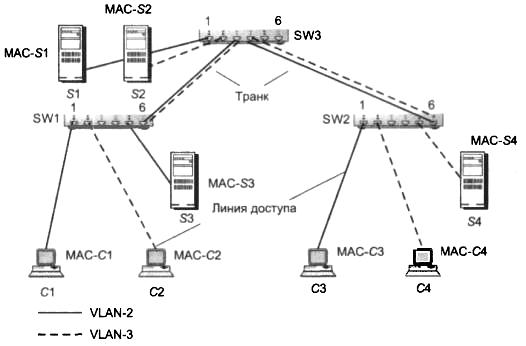 MAC-S2
1 6
MAC-S1
SW3
S1 S2
Транк
1 6
SW1
1 6
SW2
MAC-S4
MAC-S3
S3
S4
Линия доступа
MAC-C1 MAC-C2 MAC-C3 MAC-C4
C1 C2 C3 C4
VLAN-2
VLAN-3